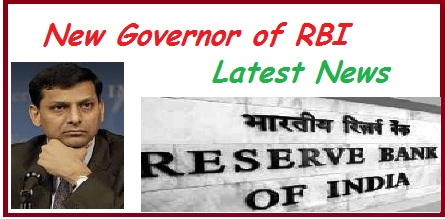 New Governor of RBI
Latest News
भारतीय रिज़र्व बैंक
RESERVE BANK
OF INDIA